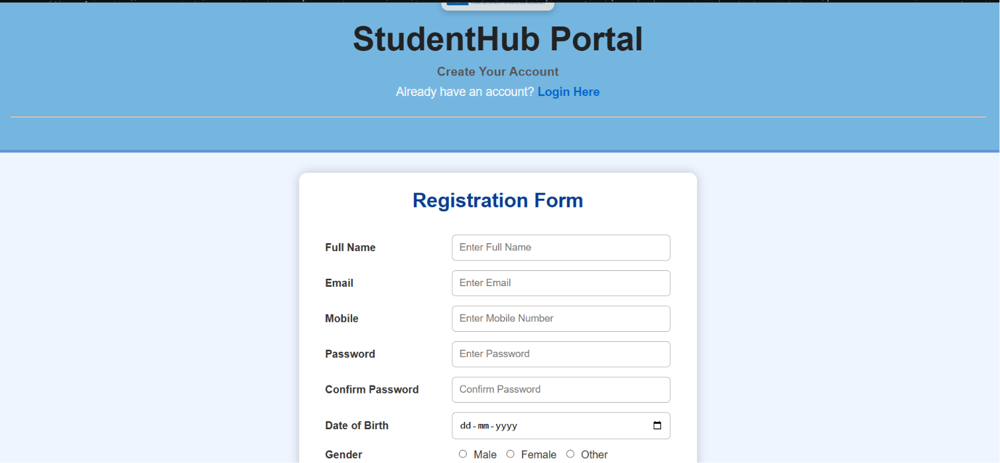 StudentHub Portal
Create Your Account
Already have an account? Login Here
Registration Form
Full Name Enter Full Name
Email Enter Email
Mobile Enter Mobile Number
Password Enter Password
Confirm Password Confirm Password
Date of Birth dd-mm-yyyy
Gender Male Female Other